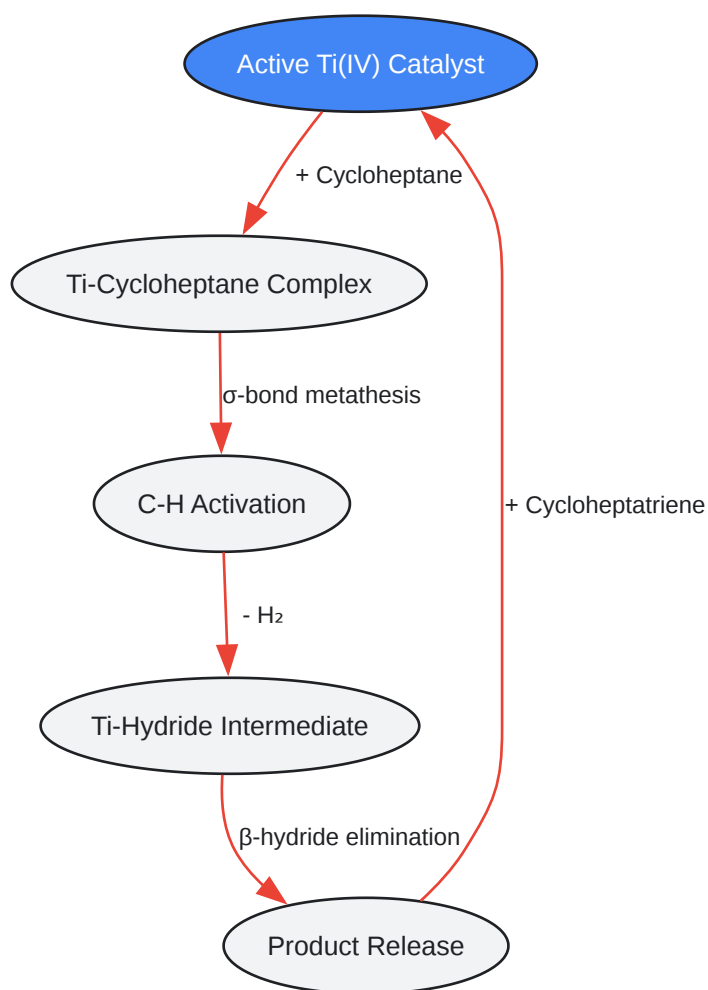 Active Ti(IV) Catalyst
+ Cycloheptane
Ti-Cycloheptane Complex
σ-bond metathesis
C-H Activation
+ Cycloheptatriene
- H₂
Ti-Hydride Intermediate
β-hydride elimination
Product Release